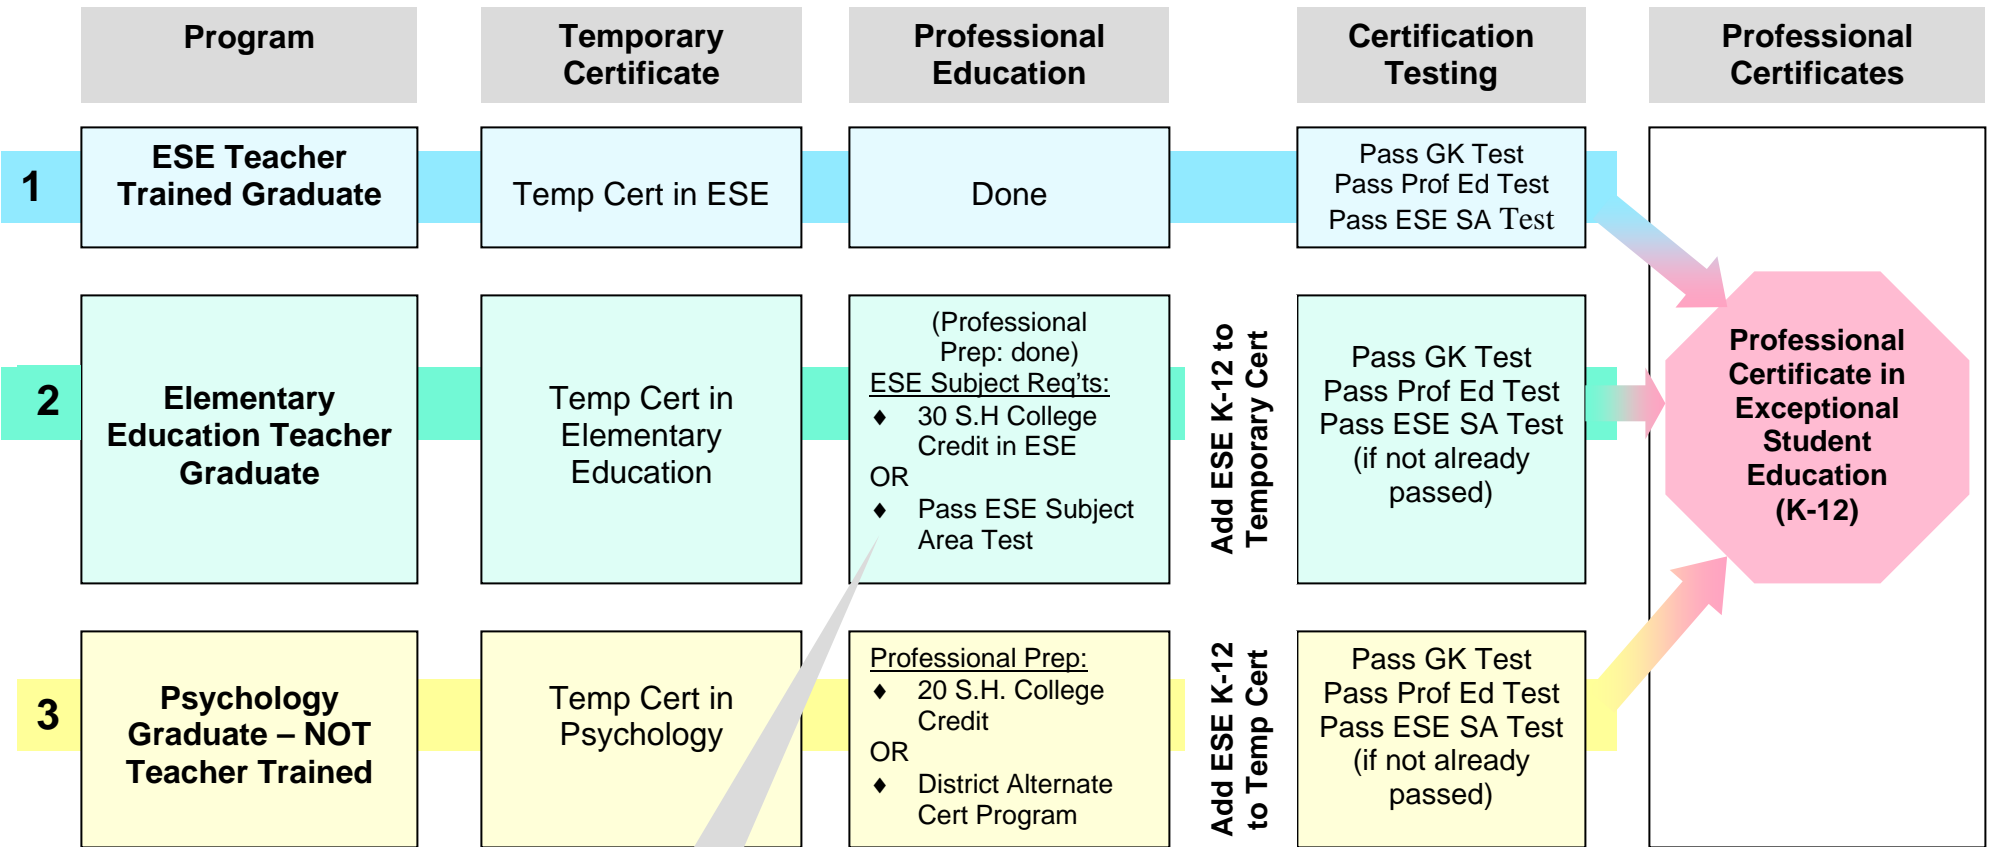 Program
Temporary
Certificate
Professional
Education
Certification
Testing
Professional
Certificates
1
ESE Teacher
Trained Graduate
Temp Cert in ESE
Done
Pass GK Test
Pass Prof Ed Test
Pass ESE SA Test
2
Elementary
Education Teacher
Graduate
Temp Cert in
Elementary
Education
(Professional
Prep: done)
ESE Subject Req'ts:
♦ 30 S.H College
Credit in ESE
OR
♦ Pass ESE Subject
Area Test
Add ESE K-12 to
Temporary Cert
Pass GK Test
Pass Prof Ed Test
Pass ESE SA Test
(if not already
passed)
Professional
Certificate in
Exceptional
Student
Education
(K-12)
3
Psychology
Graduate – NOT
Teacher Trained
Temp Cert in
Psychology
Professional Prep:
♦ 20 S.H. College
Credit
OR
♦ District Alternate
Cert Program
Add ESE K-12
to Temp Cert
Pass GK Test
Pass Prof Ed Test
Pass ESE SA Test
(if not already
passed)